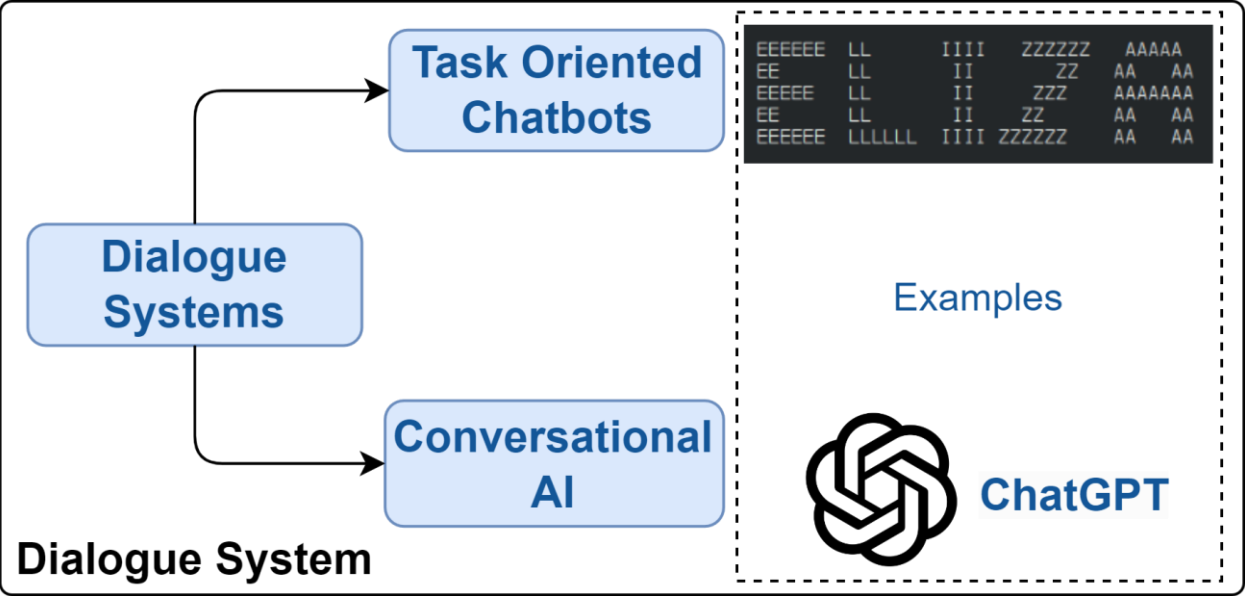 Task Oriented
Chatbots
EEEEEE LL IIII ZZZZZZ AAAAA
EE LL II ZZ AA AA
EEEEE LL II ZZZ AAAAAAA
EE LL II ZZ AA AA
EEEEEE LLLLLL IIII ZZZZZZ AA AA
Dialogue
Systems
Examples
Conversational
AI
ChatGPT
Dialogue System